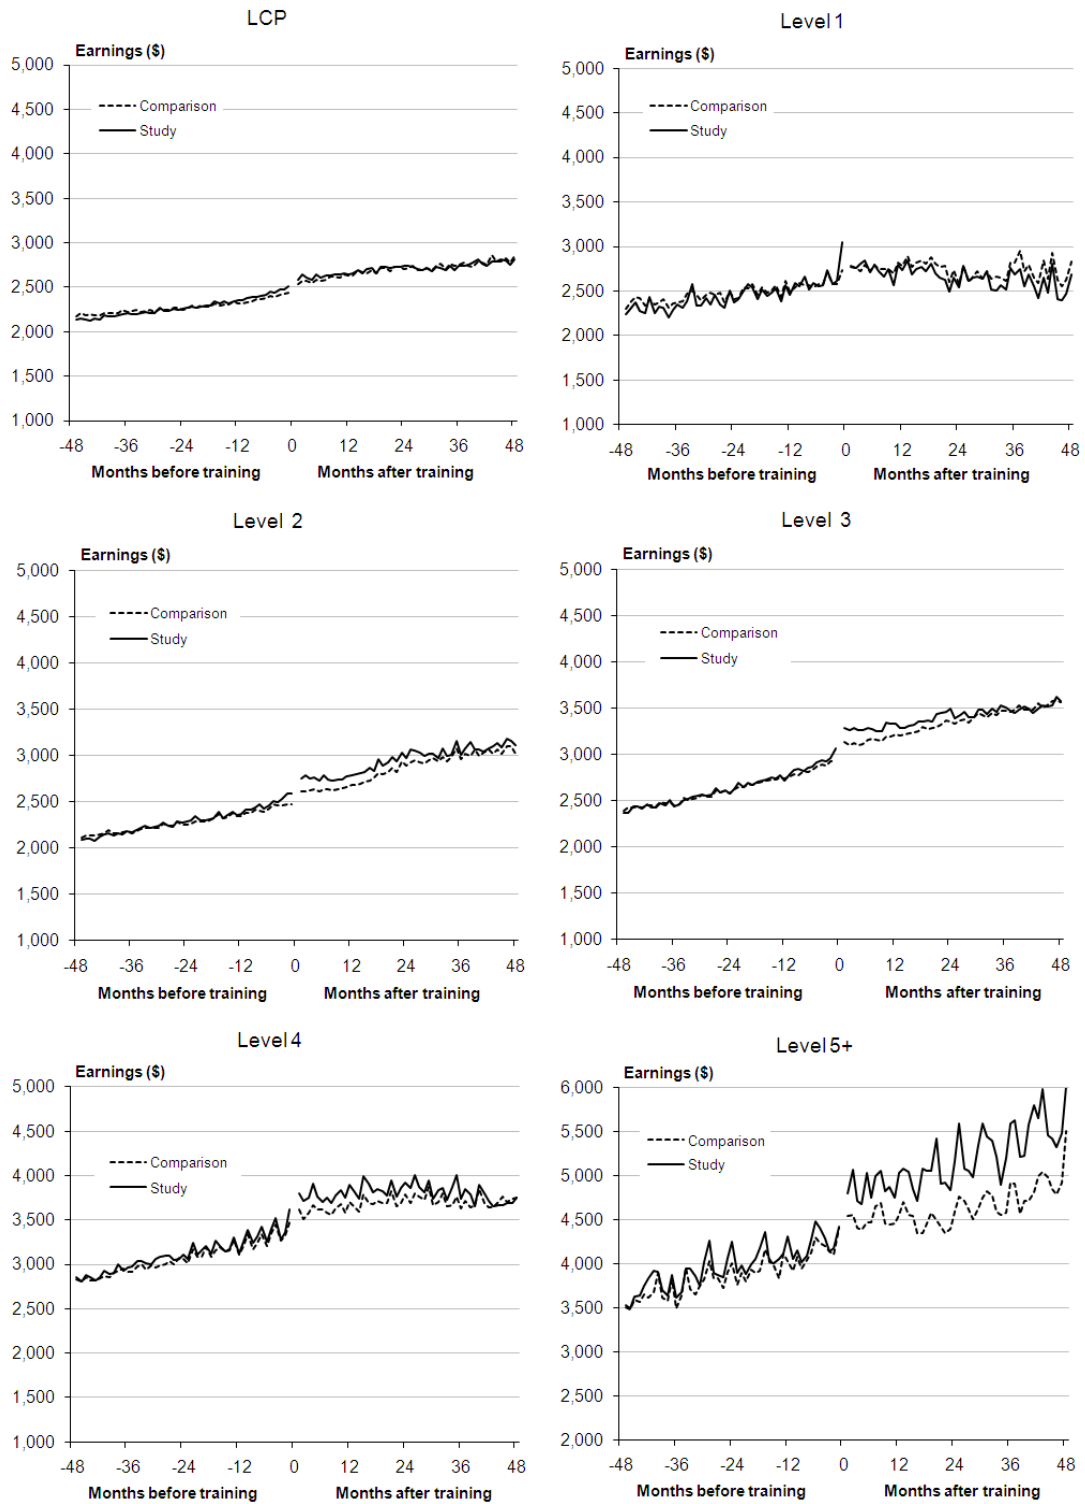 LCP
Earnings ($)
5,000
4,500
4,000
3,500
3,000
2,500
2,000
1,500
1,000
Comparison
Study
-48 -36 -24 -12 0 12 24 36 48
Months before training Months after training
Level 1
Earnings ($)
5,000
4,500
4,000
3,500
3,000
2,500
2,000
1,500
1,000
Comparison
Study
-48 -36 -24 -12 0 12 24 36 48
Months before training Months after training
Level 2
Earnings ($)
5,000
4,500
4,000
3,500
3,000
2,500
2,000
1,500
1,000
Comparison
Study
-48 -36 -24 -12 0 12 24 36 48
Months before training Months after training
Level 3
Earnings ($)
5,000
4,500
4,000
3,500
3,000
2,500
2,000
1,500
1,000
Comparison
Study
-48 -36 -24 -12 0 12 24 36 48
Months before training Months after training
Level 4
Earnings ($)
5,000
4,500
4,000
3,500
3,000
2,500
2,000
1,500
1,000
Comparison
Study
-48 -36 -24 -12 0 12 24 36 48
Months before training Months after training
Level 5+
Earnings ($)
6,000
5,500
5,000
4,500
4,000
3,500
3,000
2,500
2,000
Comparison
Study
-48 -36 -24 -12 0 12 24 36 48
Months before training Months after training